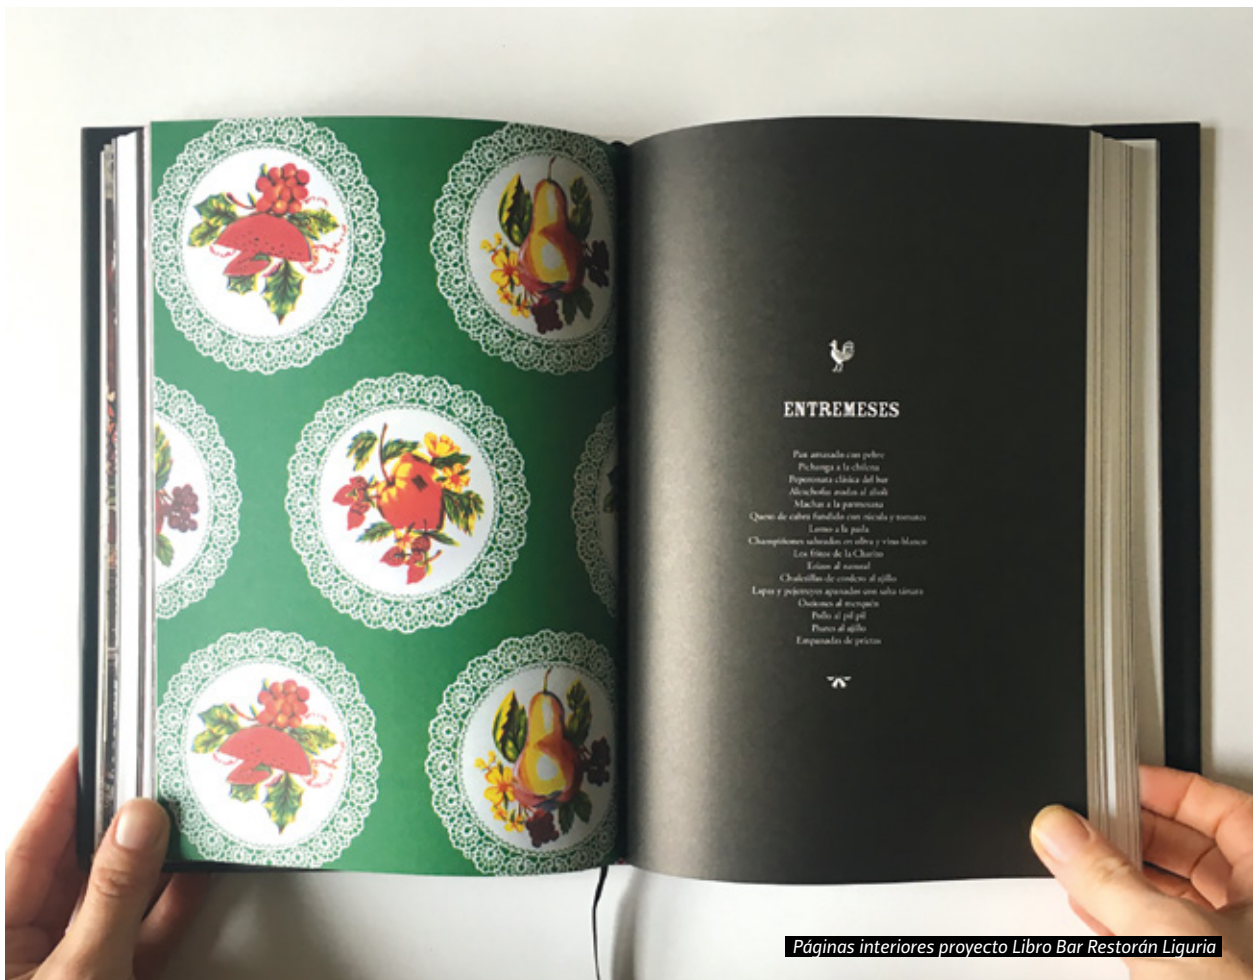 ENTREMESES
Pan amasado con pebre
Pichanga a la chilena
Peperonata clásica del bar
Alcachofas asadas al alioli
Machas a la parmesana
Queso de cabra fundido con rúcula y tomates
Lomo a la paila
Champiñones salteados en oliva y vino blanco
Los fritos de la Charito
Erizos al natural
Chuletillas de cordero al ajillo
Lapas y pejerreyes apanados con salsa tártara
Ostiones al merquén
Pollo al pil pil
Piures al ajillo
Empanadas de prietas
Páginas interiores proyecto Libro Bar Restorán Liguria